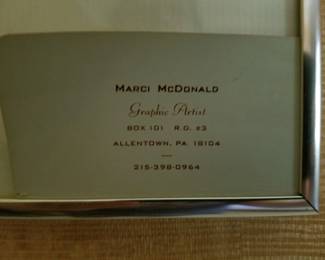 MARCI MCDONALD
Graphic Artist
BOX 101 R.D. #3
ALLENTOWN, PA 18104
215-398-0964